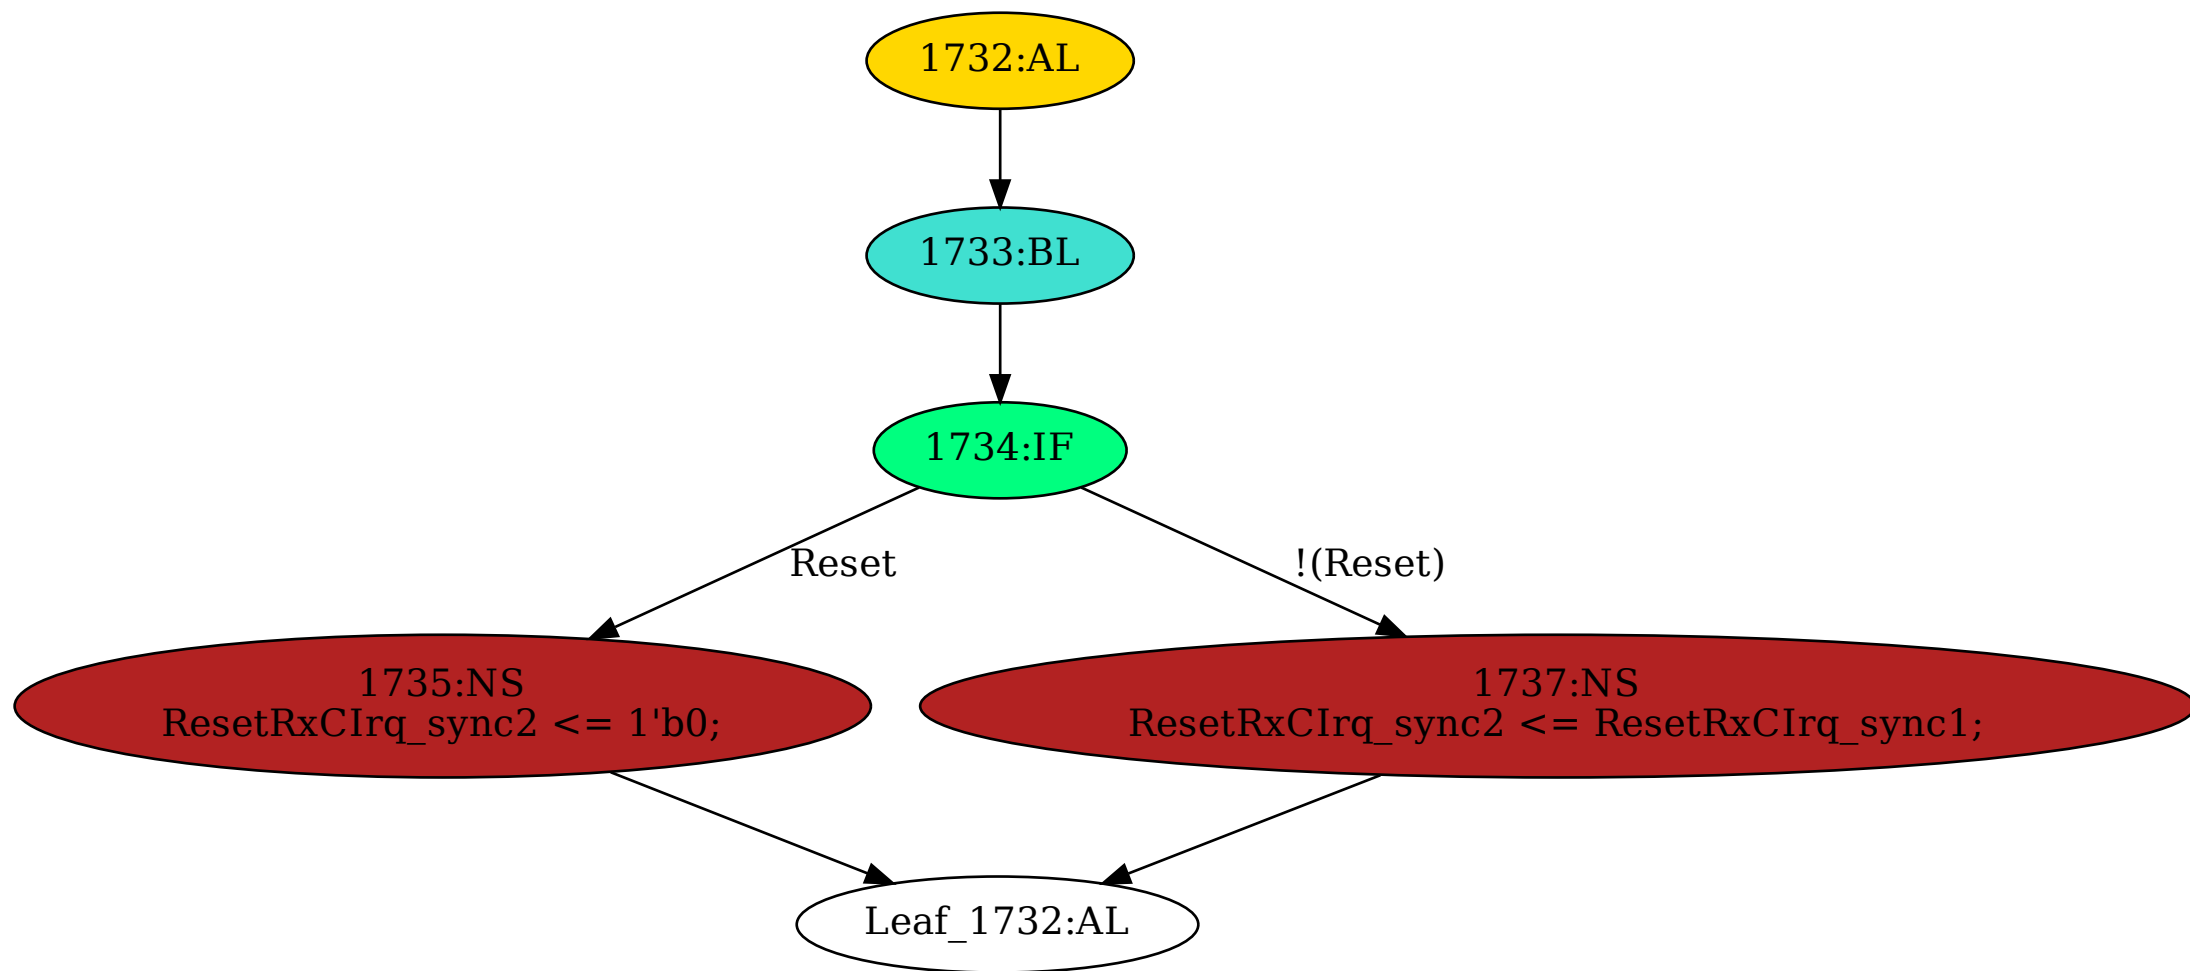 1732:AL
1733:BL
1734:IF
Reset
!(Reset)
1735:NS
ResetRxCIrq_sync2 <= 1'b0;
1737:NS
ResetRxCIrq_sync2 <= ResetRxCIrq_sync1;
Leaf_1732:AL